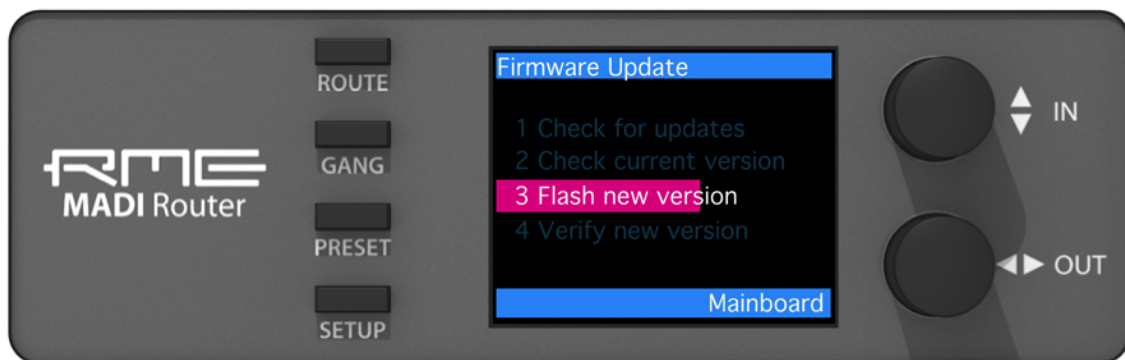 RME
MADI Router
ROUTE
GANG
PRESET
SETUP
Firmware Update
1 Check for updates
2 Check current version
3 Flash new version
4 Verify new version
Mainboard
IN
OUT